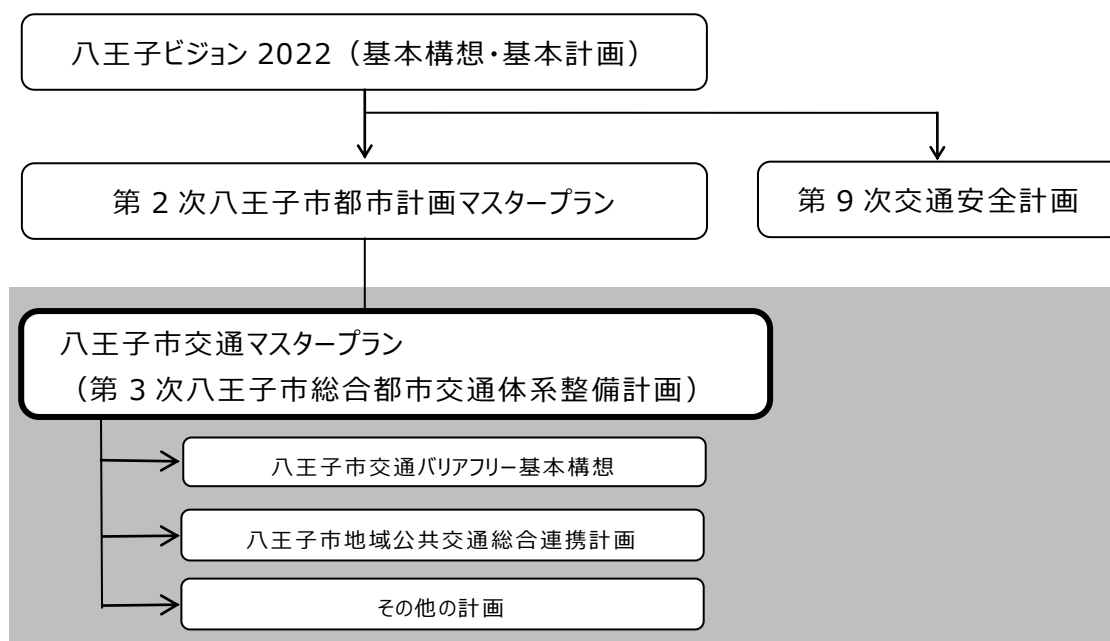 八王子ビジョン 2022（基本構想・基本計画）
第 2 次八王子市都市計画マスタープラン
第 9 次交通安全計画
八王子市交通マスタープラン
（第 3 次八王子市総合都市交通体系整備計画）
八王子市交通バリアフリー基本構想
八王子市地域公共交通総合連携計画
その他の計画